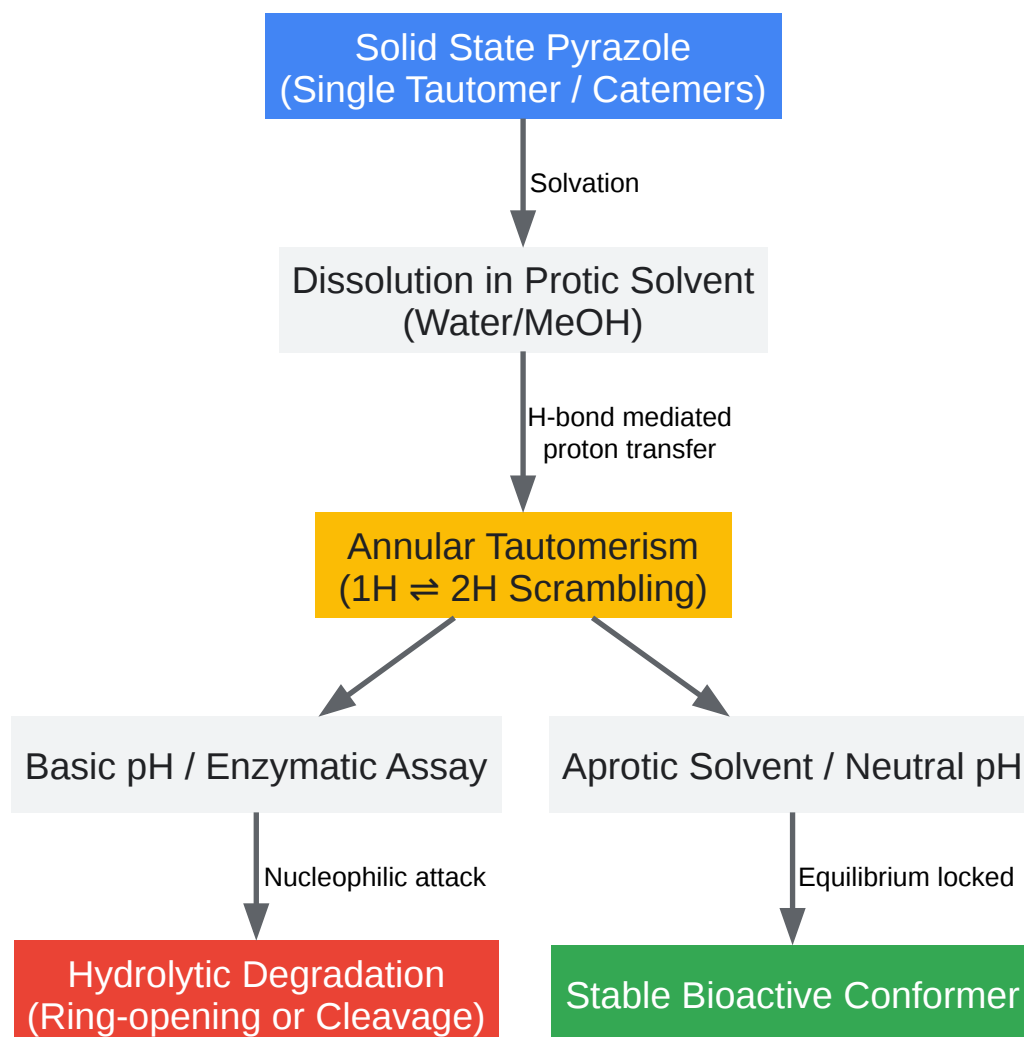 Solid State Pyrazole
(Single Tautomer / Catemers)
Solvation
Dissolution in Protic Solvent
(Water/MeOH)
H-bond mediated
proton transfer
Annular Tautomerism
(1H ⇌ 2H Scrambling)
Basic pH / Enzymatic Assay
Aprotic Solvent / Neutral pH
Nucleophilic attack
Equilibrium locked
Hydrolytic Degradation
(Ring-opening or Cleavage)
Stable Bioactive Conformer